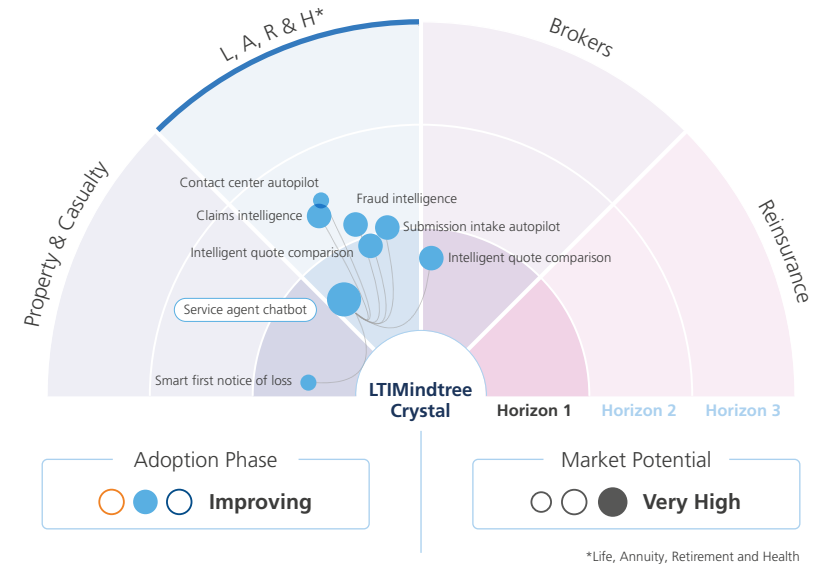 L, A, R & H*
Brokers
Property & Casualty
Reinsurance
Contact center autopilot
Fraud intelligence
Claims intelligence
Submission intake autopilot
Intelligent quote comparison
Intelligent quote comparison
Service agent chatbot
Smart first notice of loss
LTIMindtree
Crystal
Horizon 1
Horizon 2
Horizon 3
Adoption Phase
Improving
Market Potential
Very High
*Life, Annuity, Retirement and Health